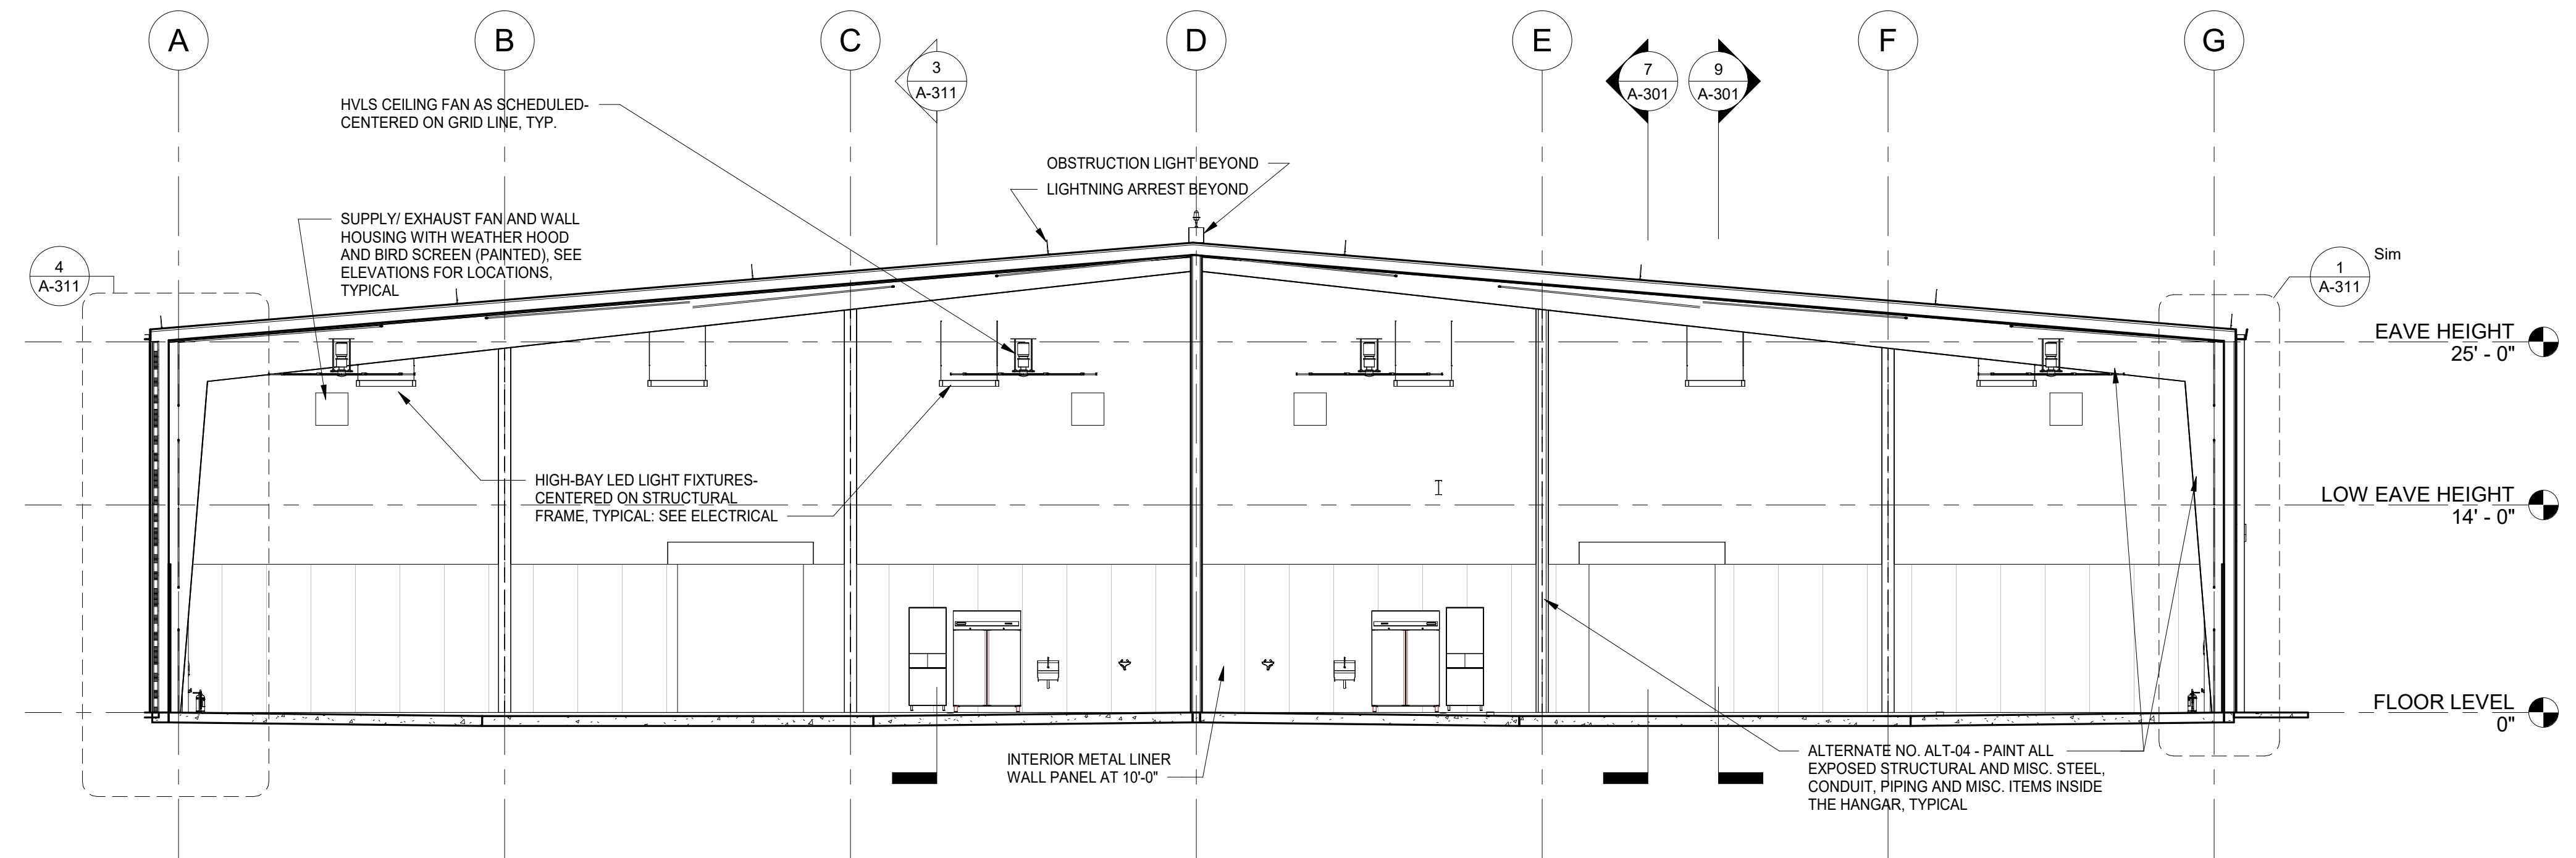 A
B
C
D
E
F
G
3
A-311
7
A-301
9
A-301
HVLS CEILING FAN AS SCHEDULED-
CENTERED ON GRID LINE, TYP.
OBSTRUCTION LIGHT BEYOND
LIGHTNING ARREST BEYOND
SUPPLY/ EXHAUST FAN AND WALL
HOUSING WITH WEATHER HOOD
AND BIRD SCREEN (PAINTED), SEE
ELEVATIONS FOR LOCATIONS,
TYPICAL
4
A-311
1
A-311
Sim
EAVE HEIGHT
25' - 0"
HIGH-BAY LED LIGHT FIXTURES-
CENTERED ON STRUCTURAL
FRAME, TYPICAL: SEE ELECTRICAL
LOW EAVE HEIGHT
14' - 0"
FLOOR LEVEL
0"
INTERIOR METAL LINER
WALL PANEL AT 10'-0"
ALTERNATE NO. ALT-04 - PAINT ALL
EXPOSED STRUCTURAL AND MISC. STEEL,
CONDUIT, PIPING AND MISC. ITEMS INSIDE
THE HANGAR, TYPICAL